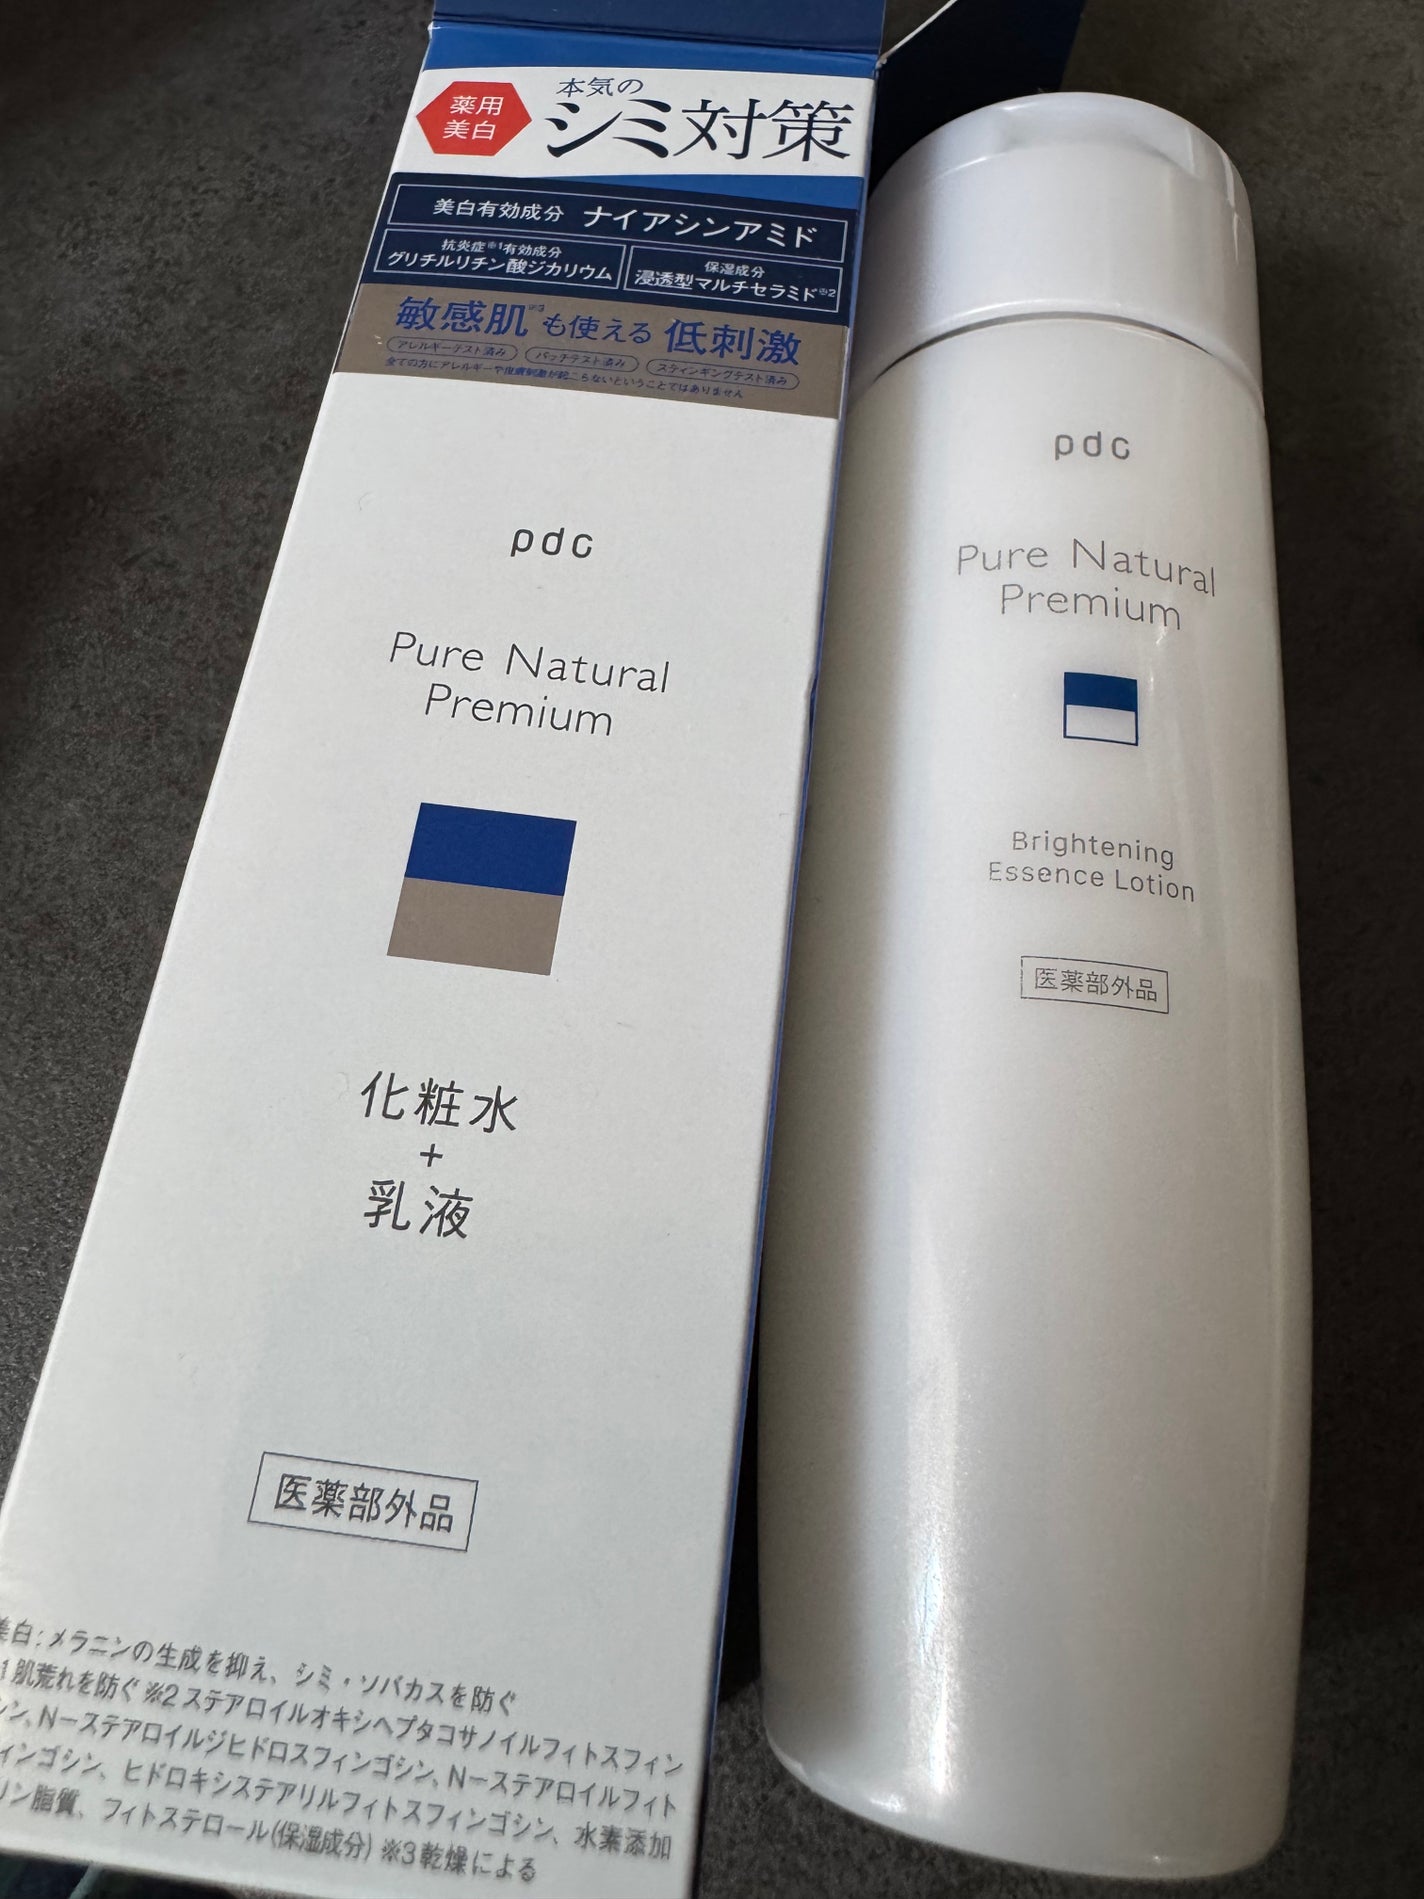 薬用
美白
本気の
シミ対策
美白有効成分 ナイアシンアミド
抗炎症※1有効成分
グリチルリチン酸ジカリウム
保湿成分
浸透型マルチセラミド※2
敏感肌※3も使える 低刺激
アレルギーテスト済み パッチテスト済み スティンギングテスト済み
全ての方にアレルギーや皮膚刺激が起こらないということではありません
pdc
Pure Natural
Premium
化粧水
+
乳液
医薬部外品
美白:メラニンの生成を抑え、シミ・ソバカスを防ぐ
1 肌荒れを防ぐ ※2 ステアロイルオキシヘプタコサノイルフィトスフィン
シン、N-ステアロイルジヒドロスフィンゴシン、N-ステアロイルフィト
ィンゴシン、ヒドロキシステアリルフィトスフィンゴシン、水素添加
リン脂質、フィトステロール(保湿成分) ※3 乾燥による
pdc
Pure Natural
Premium
Brightening
Essence Lotion
医薬部外品